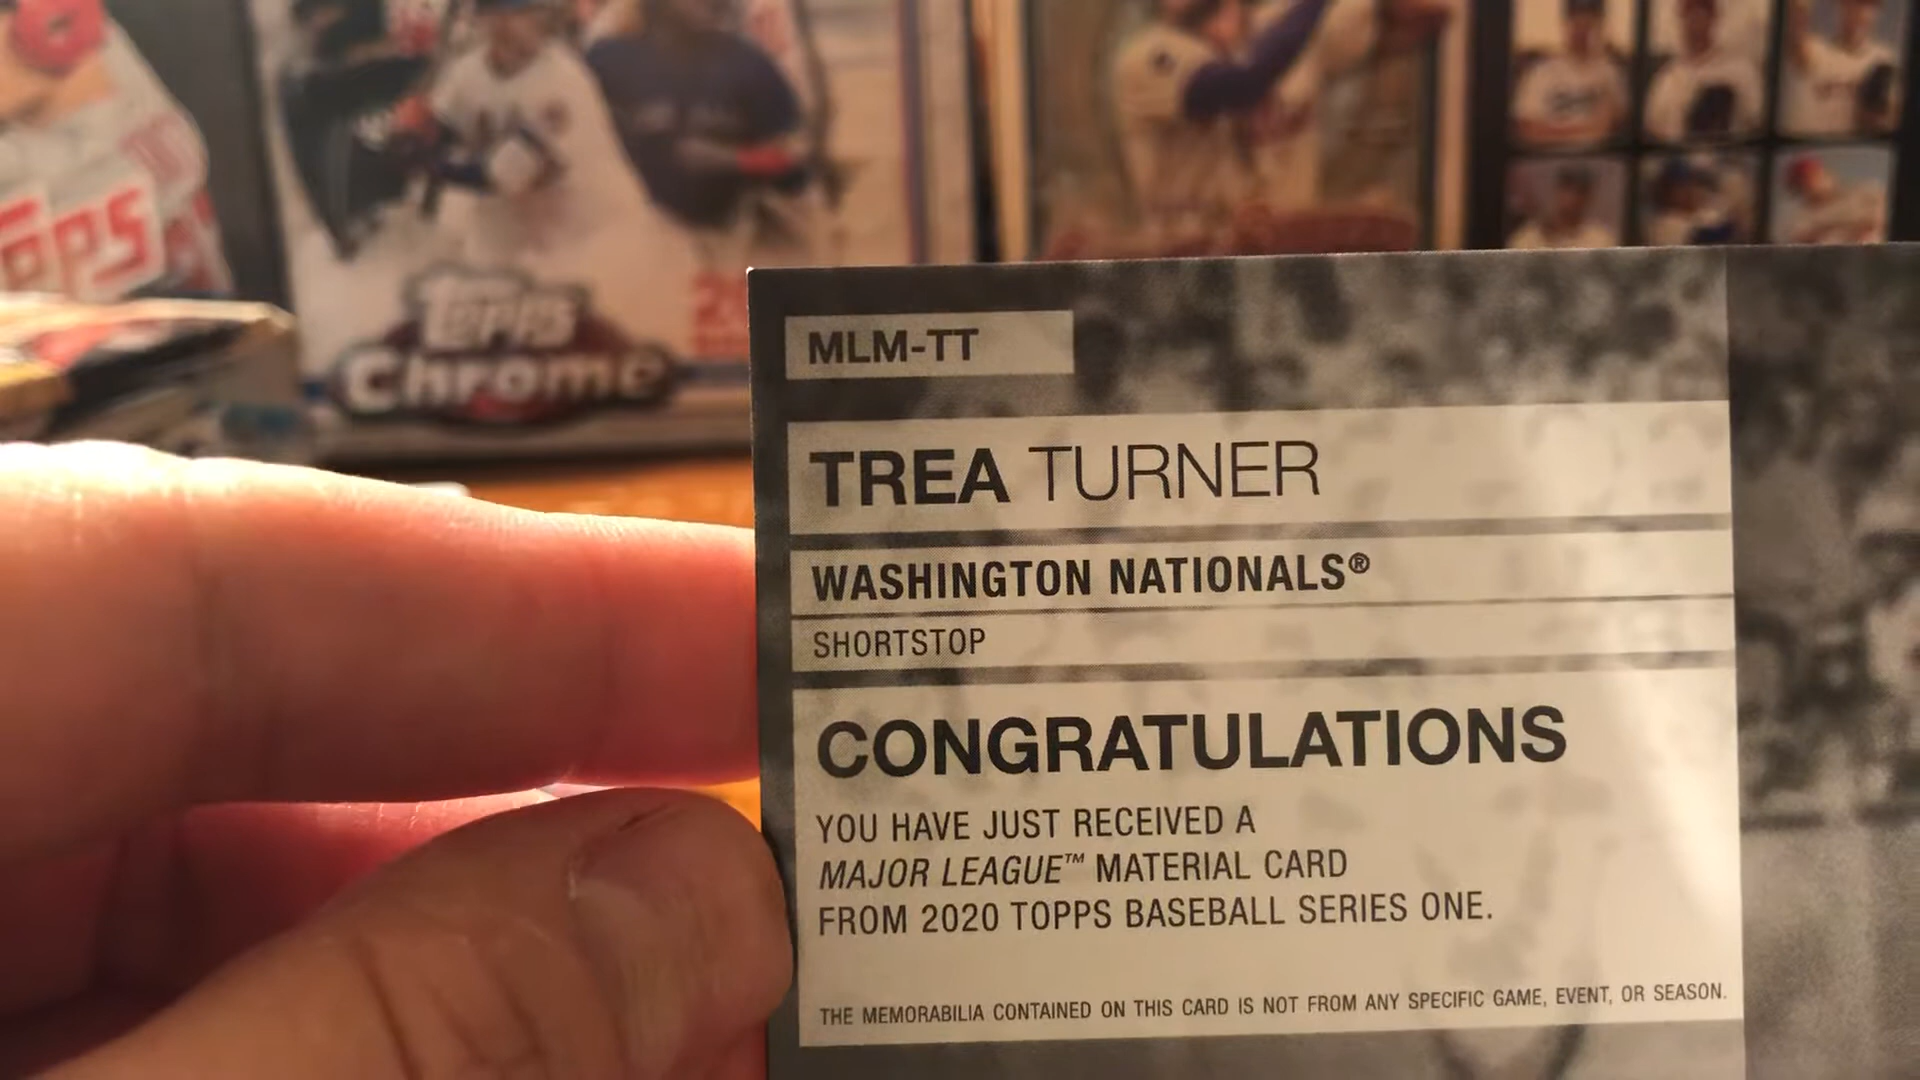 Topps
Topps
Chrome
MLM-TT
TREA TURNER
WASHINGTON NATIONALS®
SHORTSTOP
CONGRATULATIONS
YOU HAVE JUST RECEIVED A
MAJOR LEAGUE™ MATERIAL CARD
FROM 2020 TOPPS BASEBALL SERIES ONE.
THE MEMORABILIA CONTAINED ON THIS CARD IS NOT FROM ANY SPECIFIC GAME, EVENT, OR SEASON.